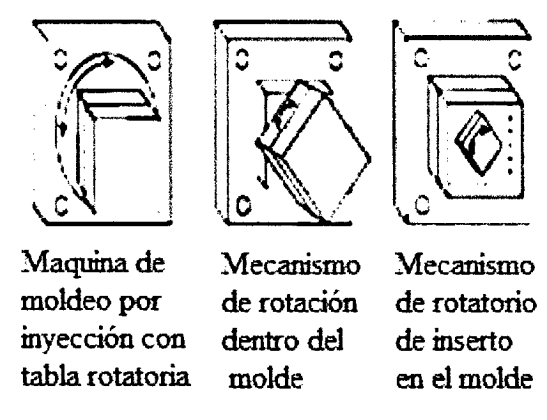 Maquina de
moldeo por
inyección con
tabla rotatoria
Mecanismo
de rotación
dentro del
molde
Mecanismo
de rotatorio
de inserto
en el molde